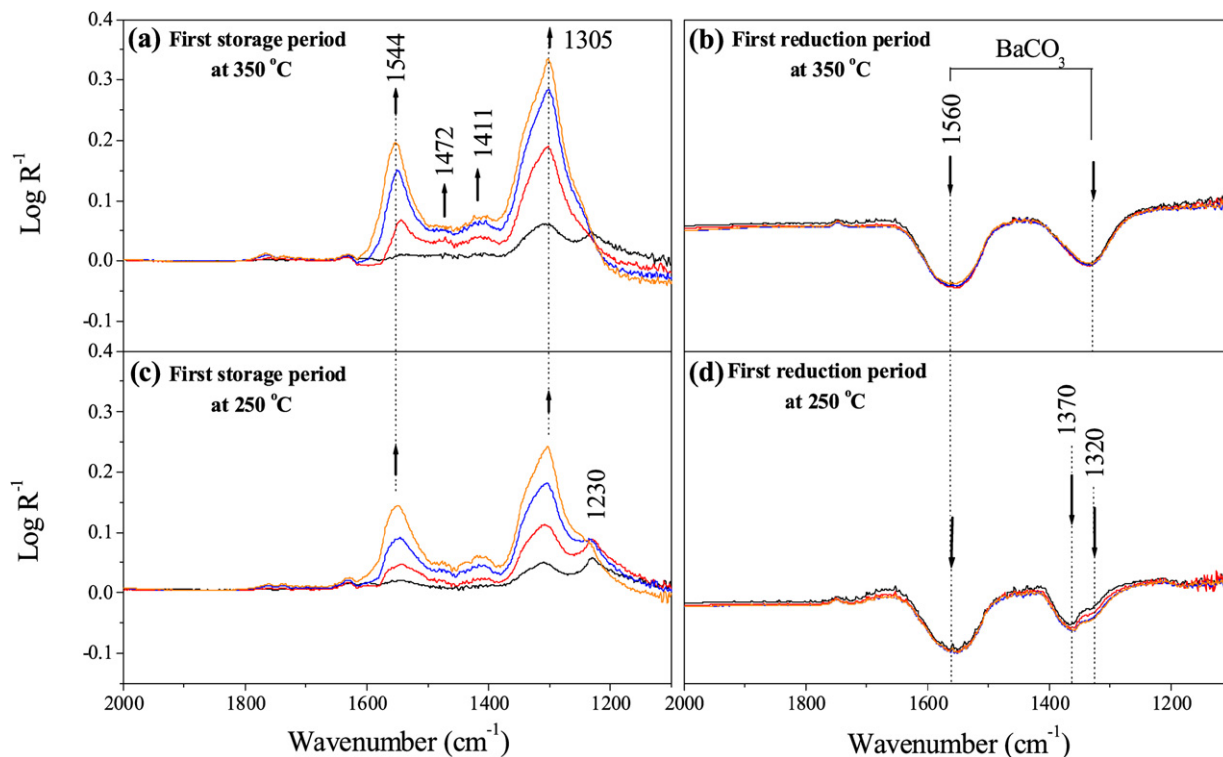 (a) First storage period
at 350 °C
1544
1472
1411
1305
(b) First reduction period
at 350 °C
BaCO3
1560
Log R-1
0.4
0.3
0.2
0.1
0.0
-0.1
(c) First storage period
at 250 °C
1230
(d) First reduction period
at 250 °C
1370
1320
Log R-1
0.4
0.3
0.2
0.1
0.0
-0.1
2000 1800 1600 1400 1200
2000 1800 1600 1400 1200
Wavenumber (cm-1)
Wavenumber (cm-1)